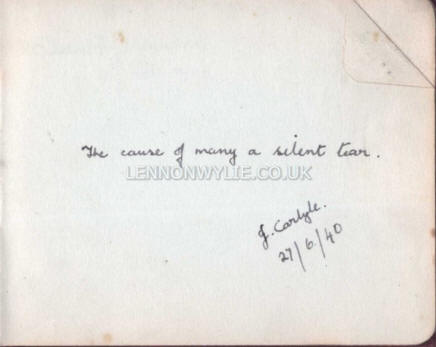 The cause of many a silent tear.
LENNONWYLIE.CO.UK
J. Carlyle.
27/6/40